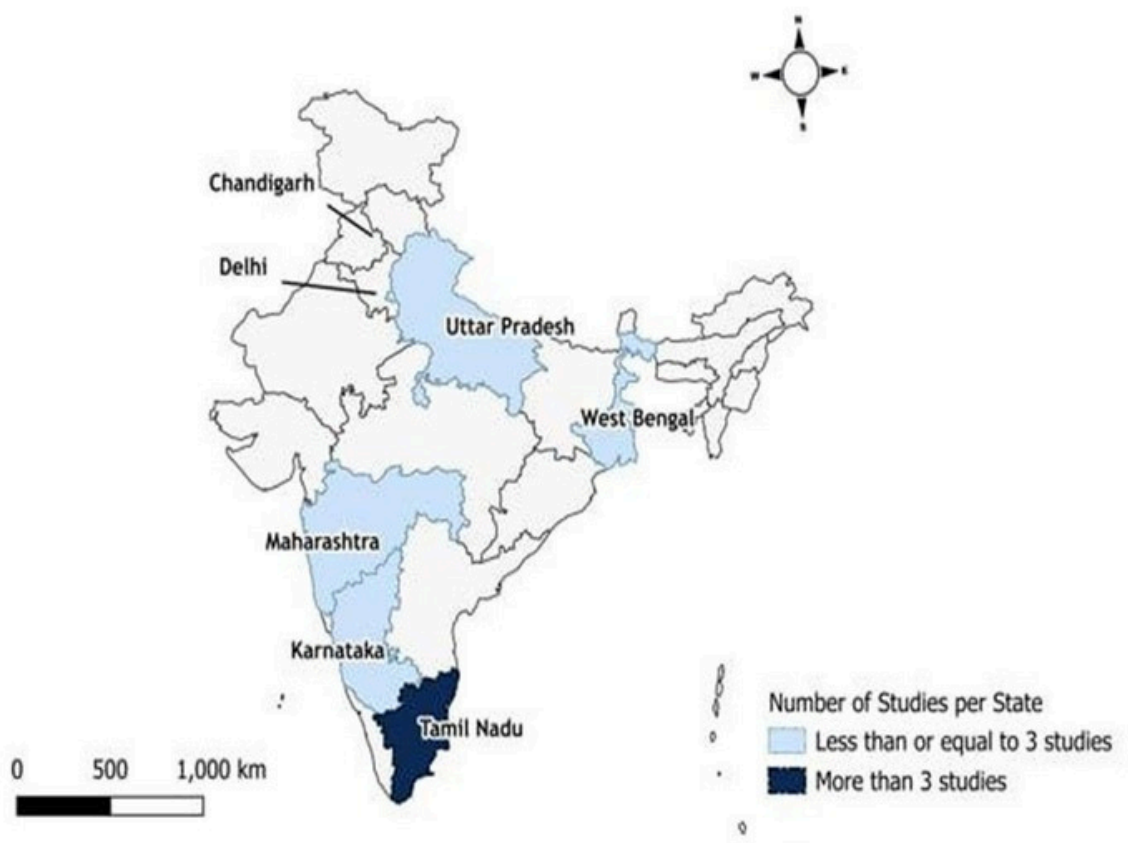 N
W E
S
Chandigarh
Delhi
Uttar Pradesh
West Bengal
Maharashtra
Karnataka
Tamil Nadu
Number of Studies per State
Less than or equal to 3 studies
More than 3 studies
0 500 1,000 km